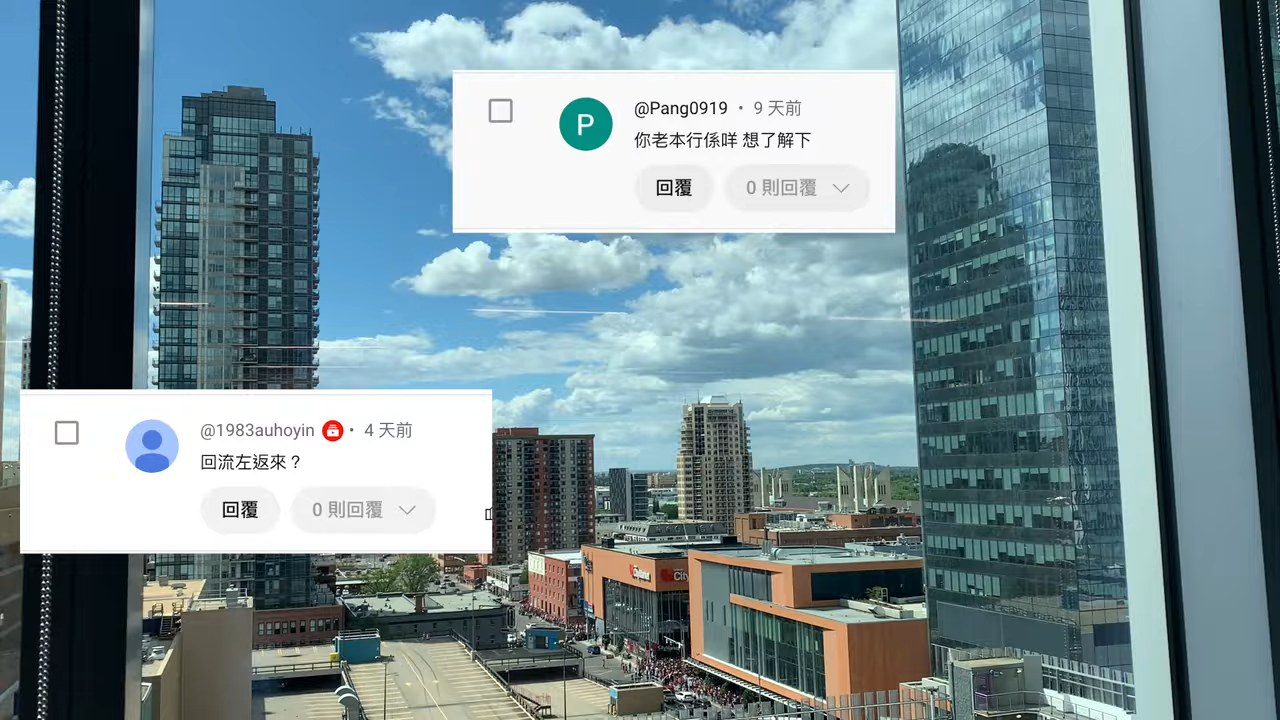 @Pang0919 • 9 天前
你老本行係咩 想了解下
回覆 0 則回覆
@1983auhoyin • 4 天前
回流左返來？
回覆 0 則回覆
P